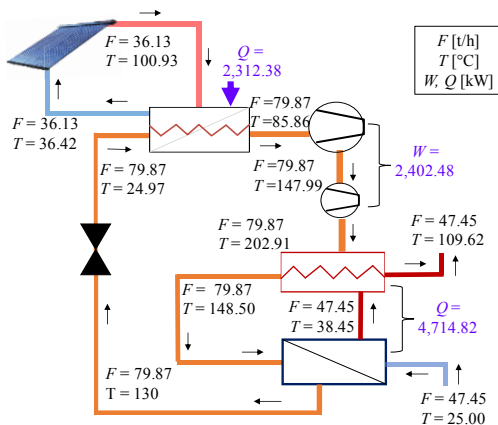 F = 36.13
T = 100.93
Q =
2,312.38
F [t/h]
T [°C]
W, Q [kW]
F = 36.13
T = 36.42
F = 79.87
T = 85.86
F = 79.87
T = 24.97
F = 79.87
T = 147.99
W =
2,402.48
F = 79.87
T = 202.91
F = 47.45
T = 109.62
F = 79.87
T = 148.50
F = 47.45
T = 38.45
Q =
4,714.82
F = 79.87
T = 130
F = 47.45
T = 25.00